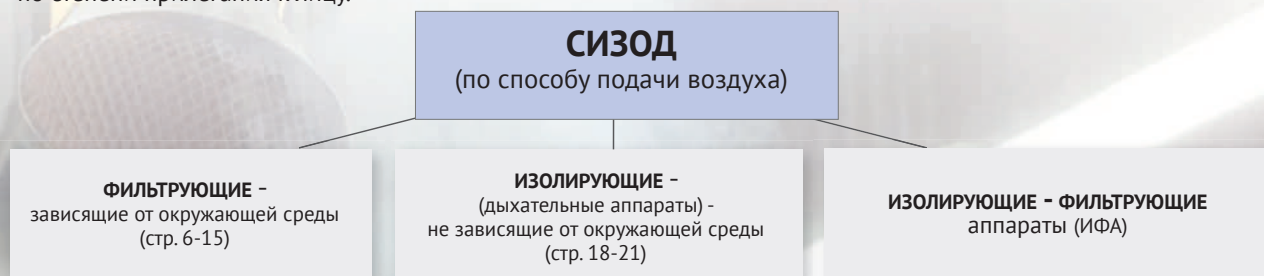 СИЗОД
(по способу подачи воздуха)
ФИЛЬТРУЮЩИЕ -
зависящие от окружающей среды
(стр. 6-15)
ИЗОЛИРУЮЩИЕ -
(дыхательные аппараты) -
не зависящие от окружающей среды
(стр. 18-21)
ИЗОЛИРУЮЩИЕ - ФИЛЬТРУЮЩИЕ
аппараты (ИФА)